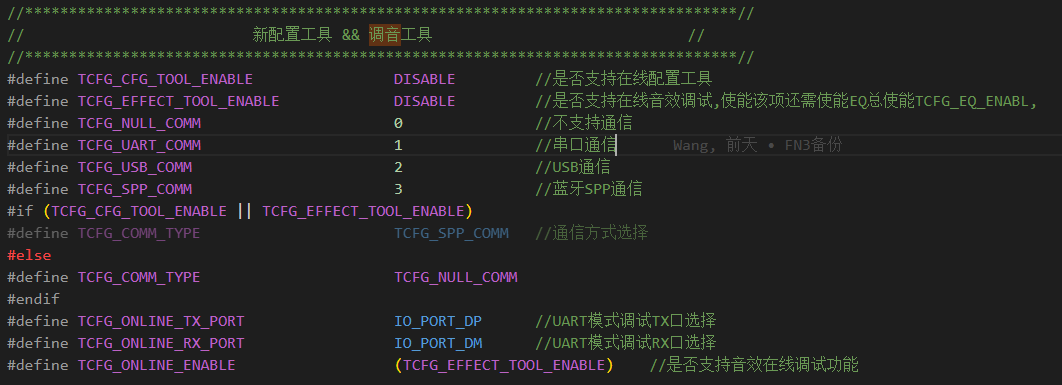 //*********************************************************************************//
// 新配置工具 && 调音工具 //
//*********************************************************************************//
#define TCFG_CFG_TOOL_ENABLE DISABLE //是否支持在线配置工具
#define TCFG_EFFECT_TOOL_ENABLE DISABLE //是否支持在线音效调试,使能该项还需使能EQ总使能TCFG_EQ_ENABL,
#define TCFG_NULL_COMM 0 //不支持通信
#define TCFG_UART_COMM 1 //串口通信 Wang, 前天 • FN3备份
#define TCFG_USB_COMM 2 //USB通信
#define TCFG_SPP_COMM 3 //蓝牙SPP通信
#if (TCFG_CFG_TOOL_ENABLE || TCFG_EFFECT_TOOL_ENABLE)
#define TCFG_COMM_TYPE TCFG_SPP_COMM //通信方式选择
#else
#define TCFG_COMM_TYPE TCFG_NULL_COMM
#endif
#define TCFG_ONLINE_TX_PORT IO_PORT_DP //UART模式调试TX口选择
#define TCFG_ONLINE_RX_PORT IO_PORT_DM //UART模式调试RX口选择
#define TCFG_ONLINE_ENABLE (TCFG_EFFECT_TOOL_ENABLE) //是否支持音效在线调试功能